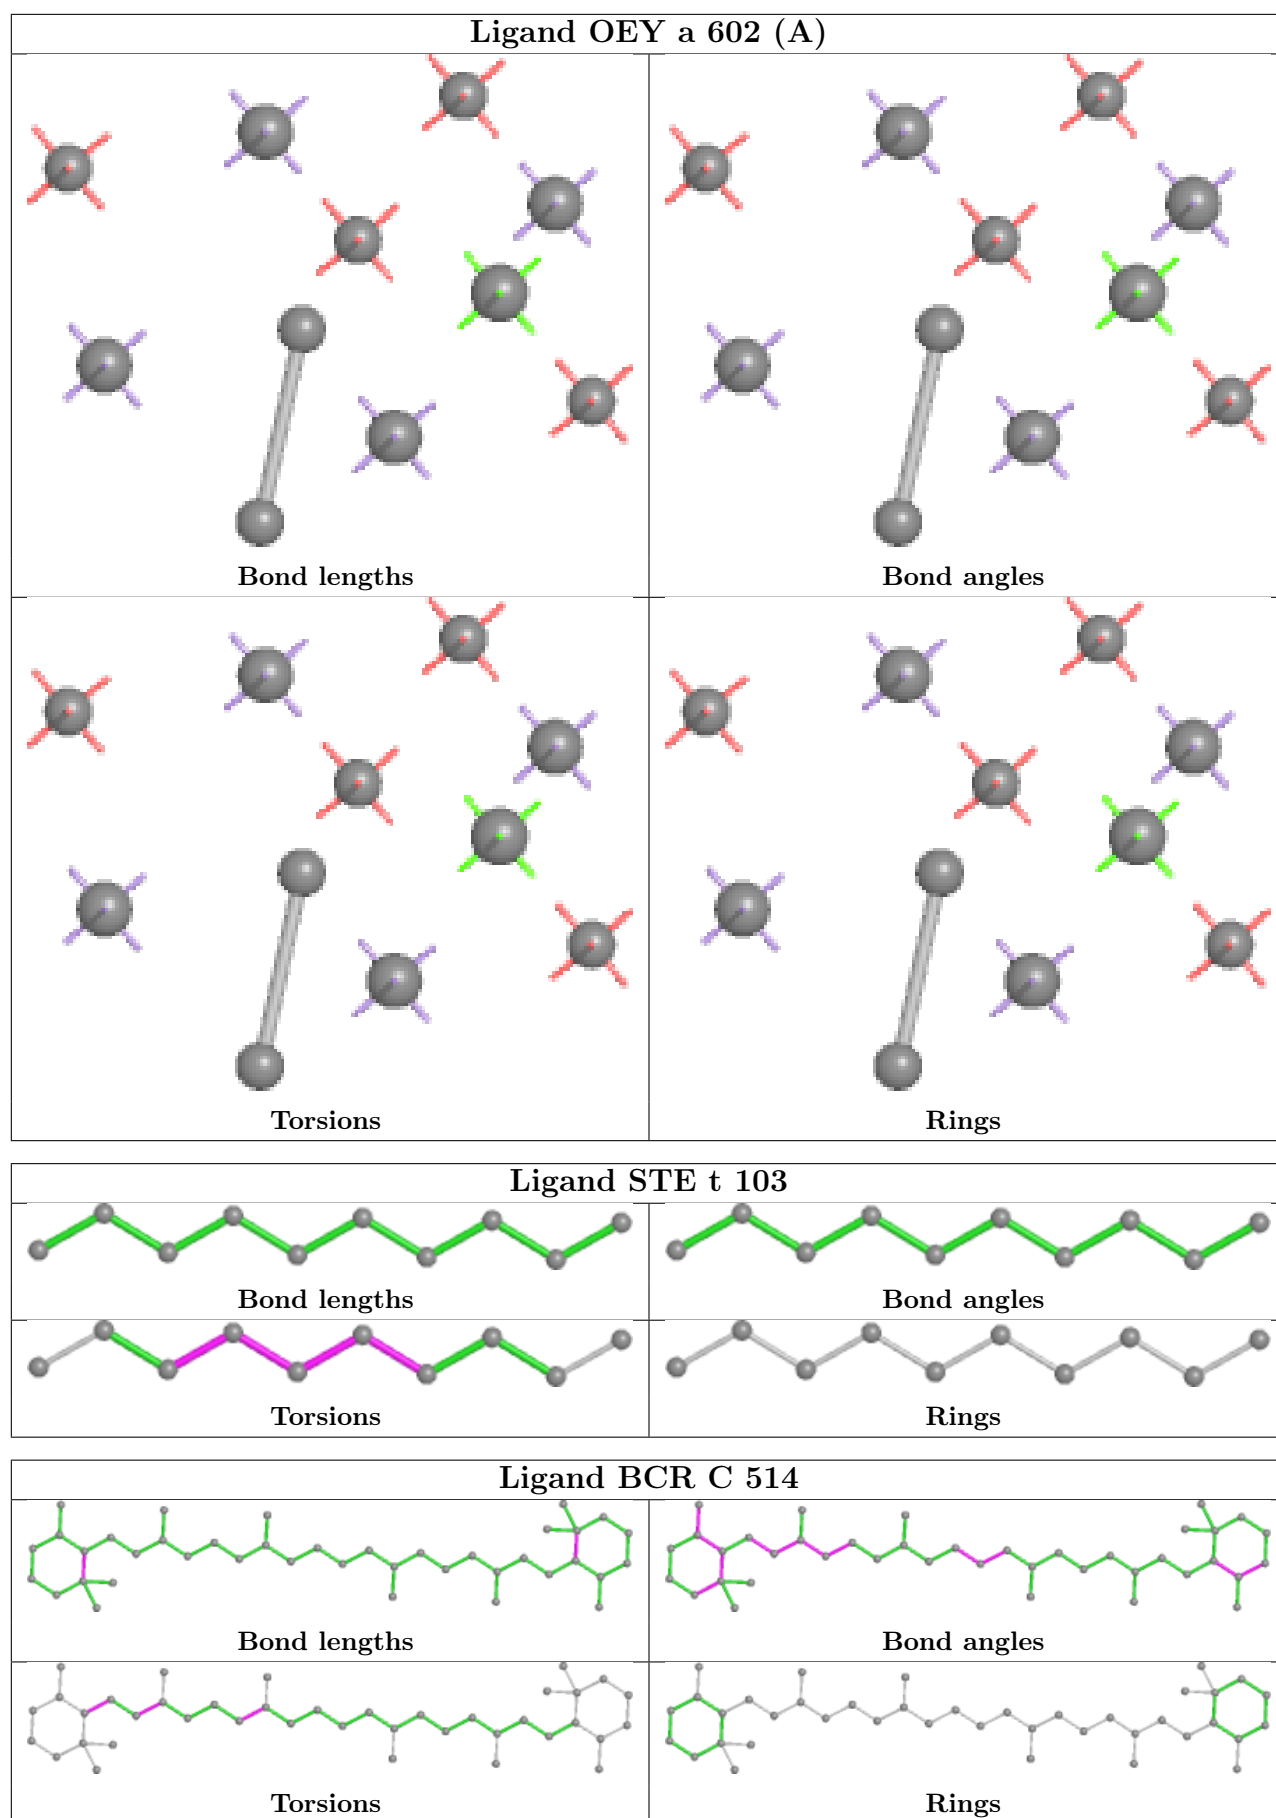 Ligand OEY a 602 (A)
Bond lengths
Bond angles
Torsions
Rings
Ligand STE t 103
Bond lengths
Bond angles
Torsions
Rings
Ligand BCR C 514
Bond lengths
Bond angles
Torsions
Rings